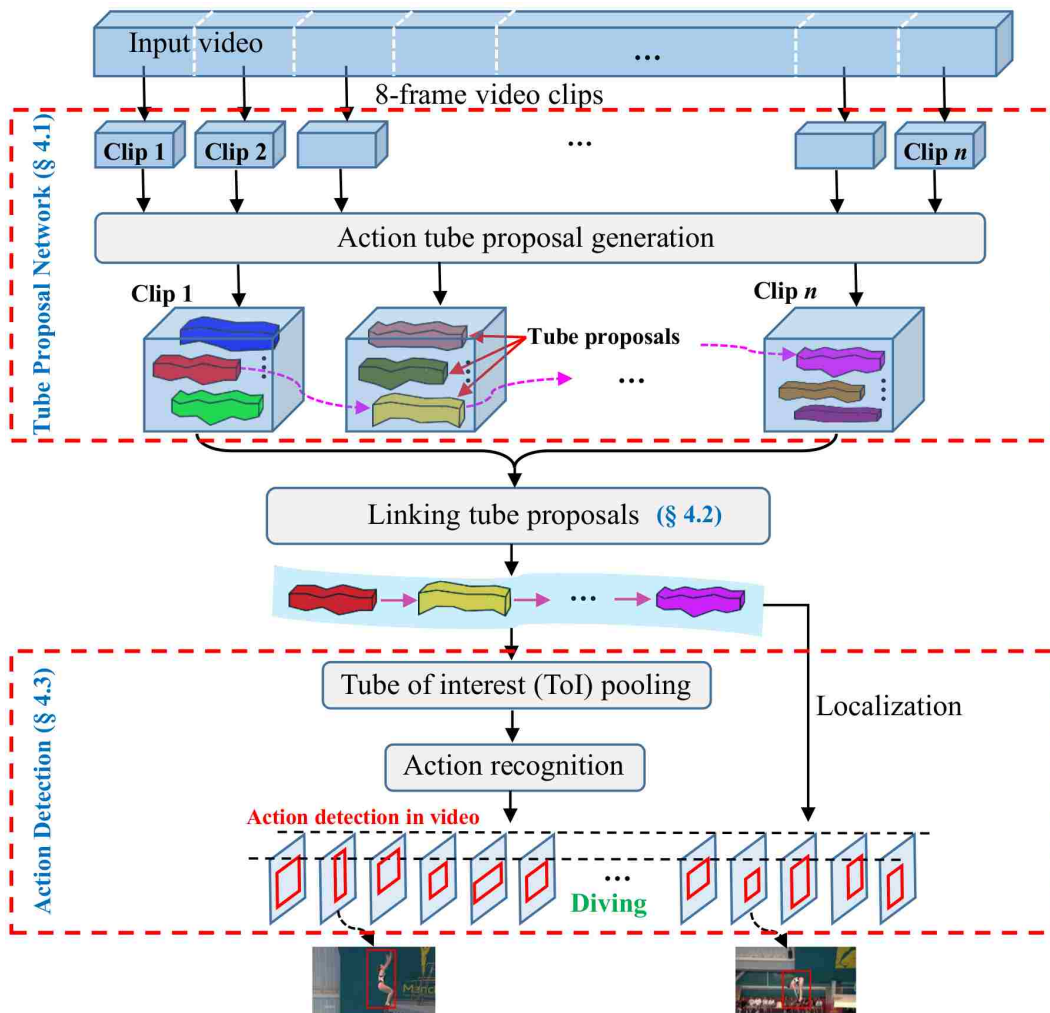 Input video
...
8-frame video clips
Tube Proposal Network (§ 4.1)
Clip 1
Clip 2
...
Clip n
Action tube proposal generation
Clip 1
Clip n
Tube proposals
...
Linking tube proposals (§ 4.2)
...
Action Detection (§ 4.3)
Tube of interest (ToI) pooling
Localization
Action recognition
Action detection in video
...
Diving